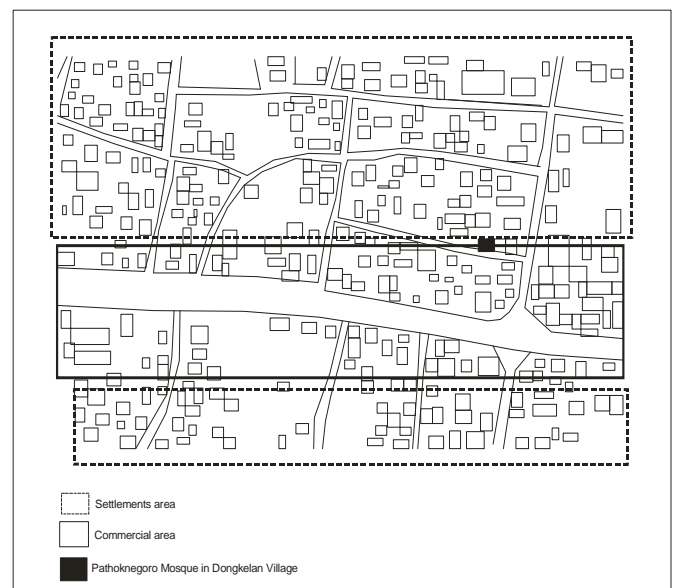 Settlements area
Commercial area
Pathoknegoro Mosque in Dongkelan Village